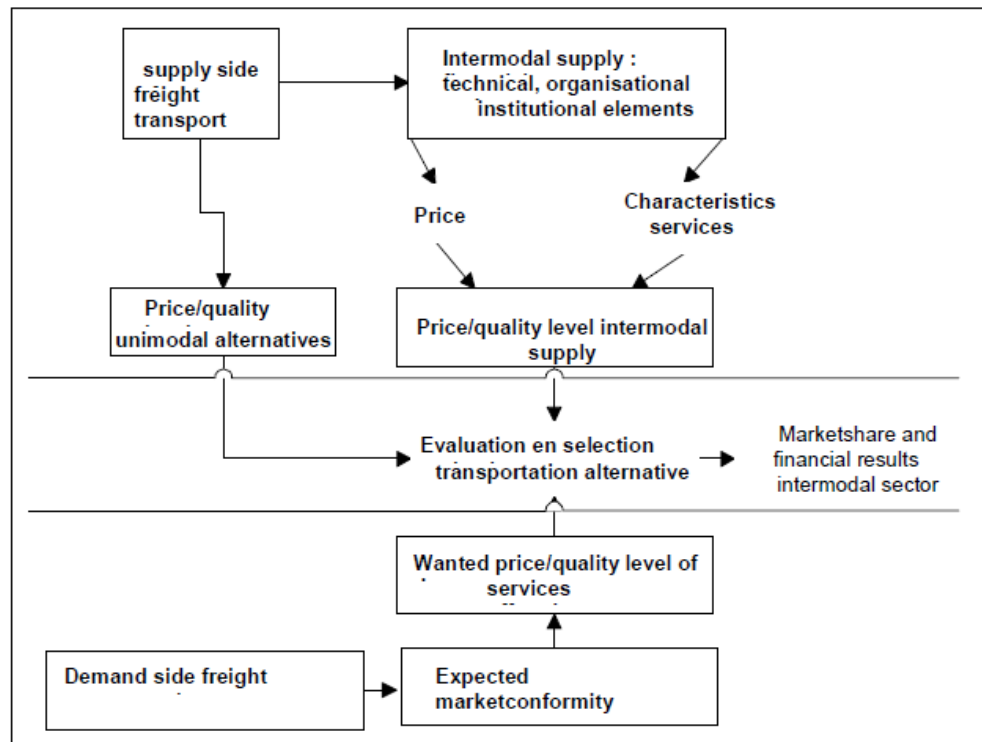 supply side
freight
transport
Intermodal supply :
technical, organisational
institutional elements
Price
Characteristics
services
Price/quality
unimodal alternatives
Price/quality level intermodal
supply
Evaluation en selection
transportation alternative
Marketshare and
financial results
intermodal sector
Wanted price/quality level of
services
Demand side freight
Expected
marketconformity